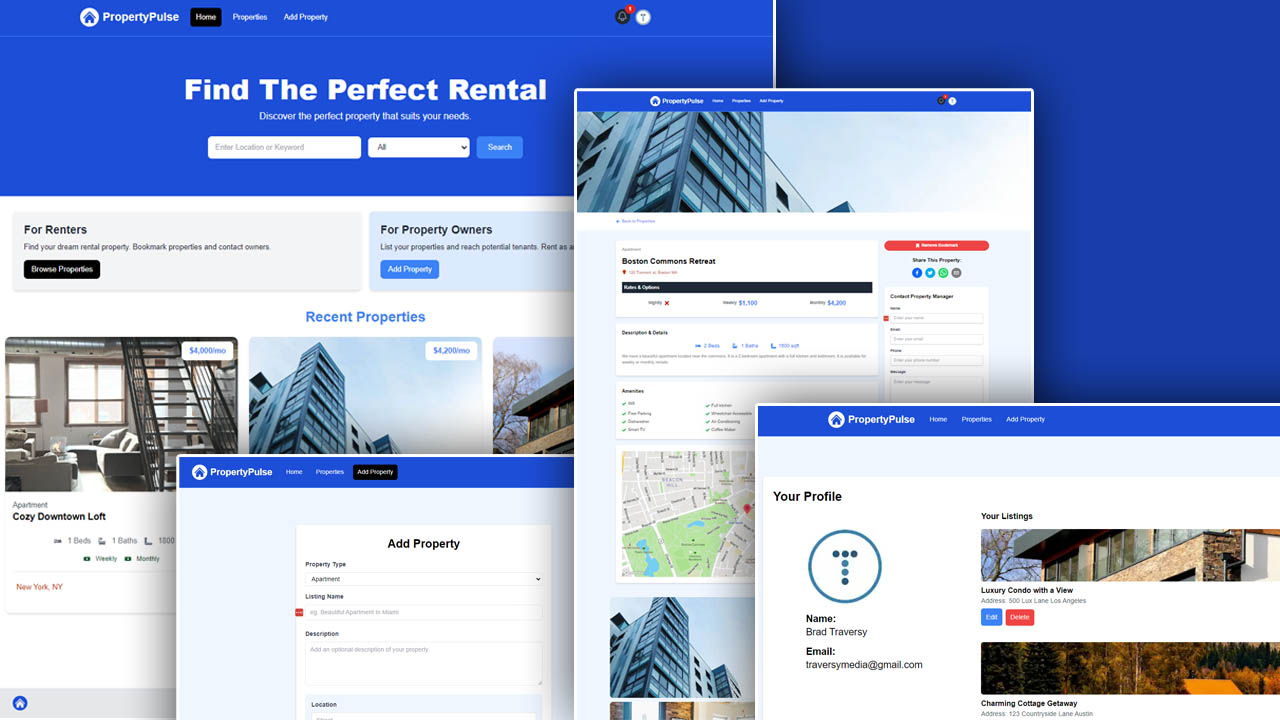 PropertyPulse Home Properties Add Property
1
Find The Perfect Rental
Discover the perfect property that suits your needs.
Enter Location or Keyword All Search
For Renters
Find your dream rental property. Bookmark properties and contact owners.
Browse Properties
For Property Owners
List your properties and reach potential tenants. Rent as
Add Property
Recent Properties
$4,000/mo
$4,200/mo
Apartment
Cozy Downtown Loft
1 Beds 1 Baths 1800
Weekly Monthly
New York, NY
PropertyPulse Home Properties Add Property
Back to Properties
Apartment
Boston Commons Retreat
120 Tremont st, Boston MA
Rates & Options
Nightly Weekly $1,100 Monthly $4,200
Description & Details
2 Beds 1 Baths 1800 sqft
We have a beautiful apartment located near the commons. It is a 2 bedroom apartment with a full kitchen and bathroom. It is available for
weekly or monthly rentals.
Amenities
Wifi
Free Parking
Dishwasher
Smart TV
Full kitchen
Wheelchair Accessible
Air Conditioning
Coffee Maker
BEACON
HILL
Remove Bookmark
Share This Property:
Contact Property Manager
Name:
Enter your name
Email:
Enter your email
Phone:
Enter your phone number
Message:
Enter your message
PropertyPulse Home Properties Add Property
Add Property
Property Type
Apartment
Listing Name
eg. Beautiful Apartment In Miami
Description
Add an optional description of your property.
Location
Street
PropertyPulse Home Properties Add Property
Your Profile
Name:
Brad Traversy
Email:
traversymedia@gmail.com
Your Listings
Luxury Condo with a View
Address: 500 Lux Lane Los Angeles
Edit Delete
Charming Cottage Getaway
Address: 123 Countryside Lane Austin